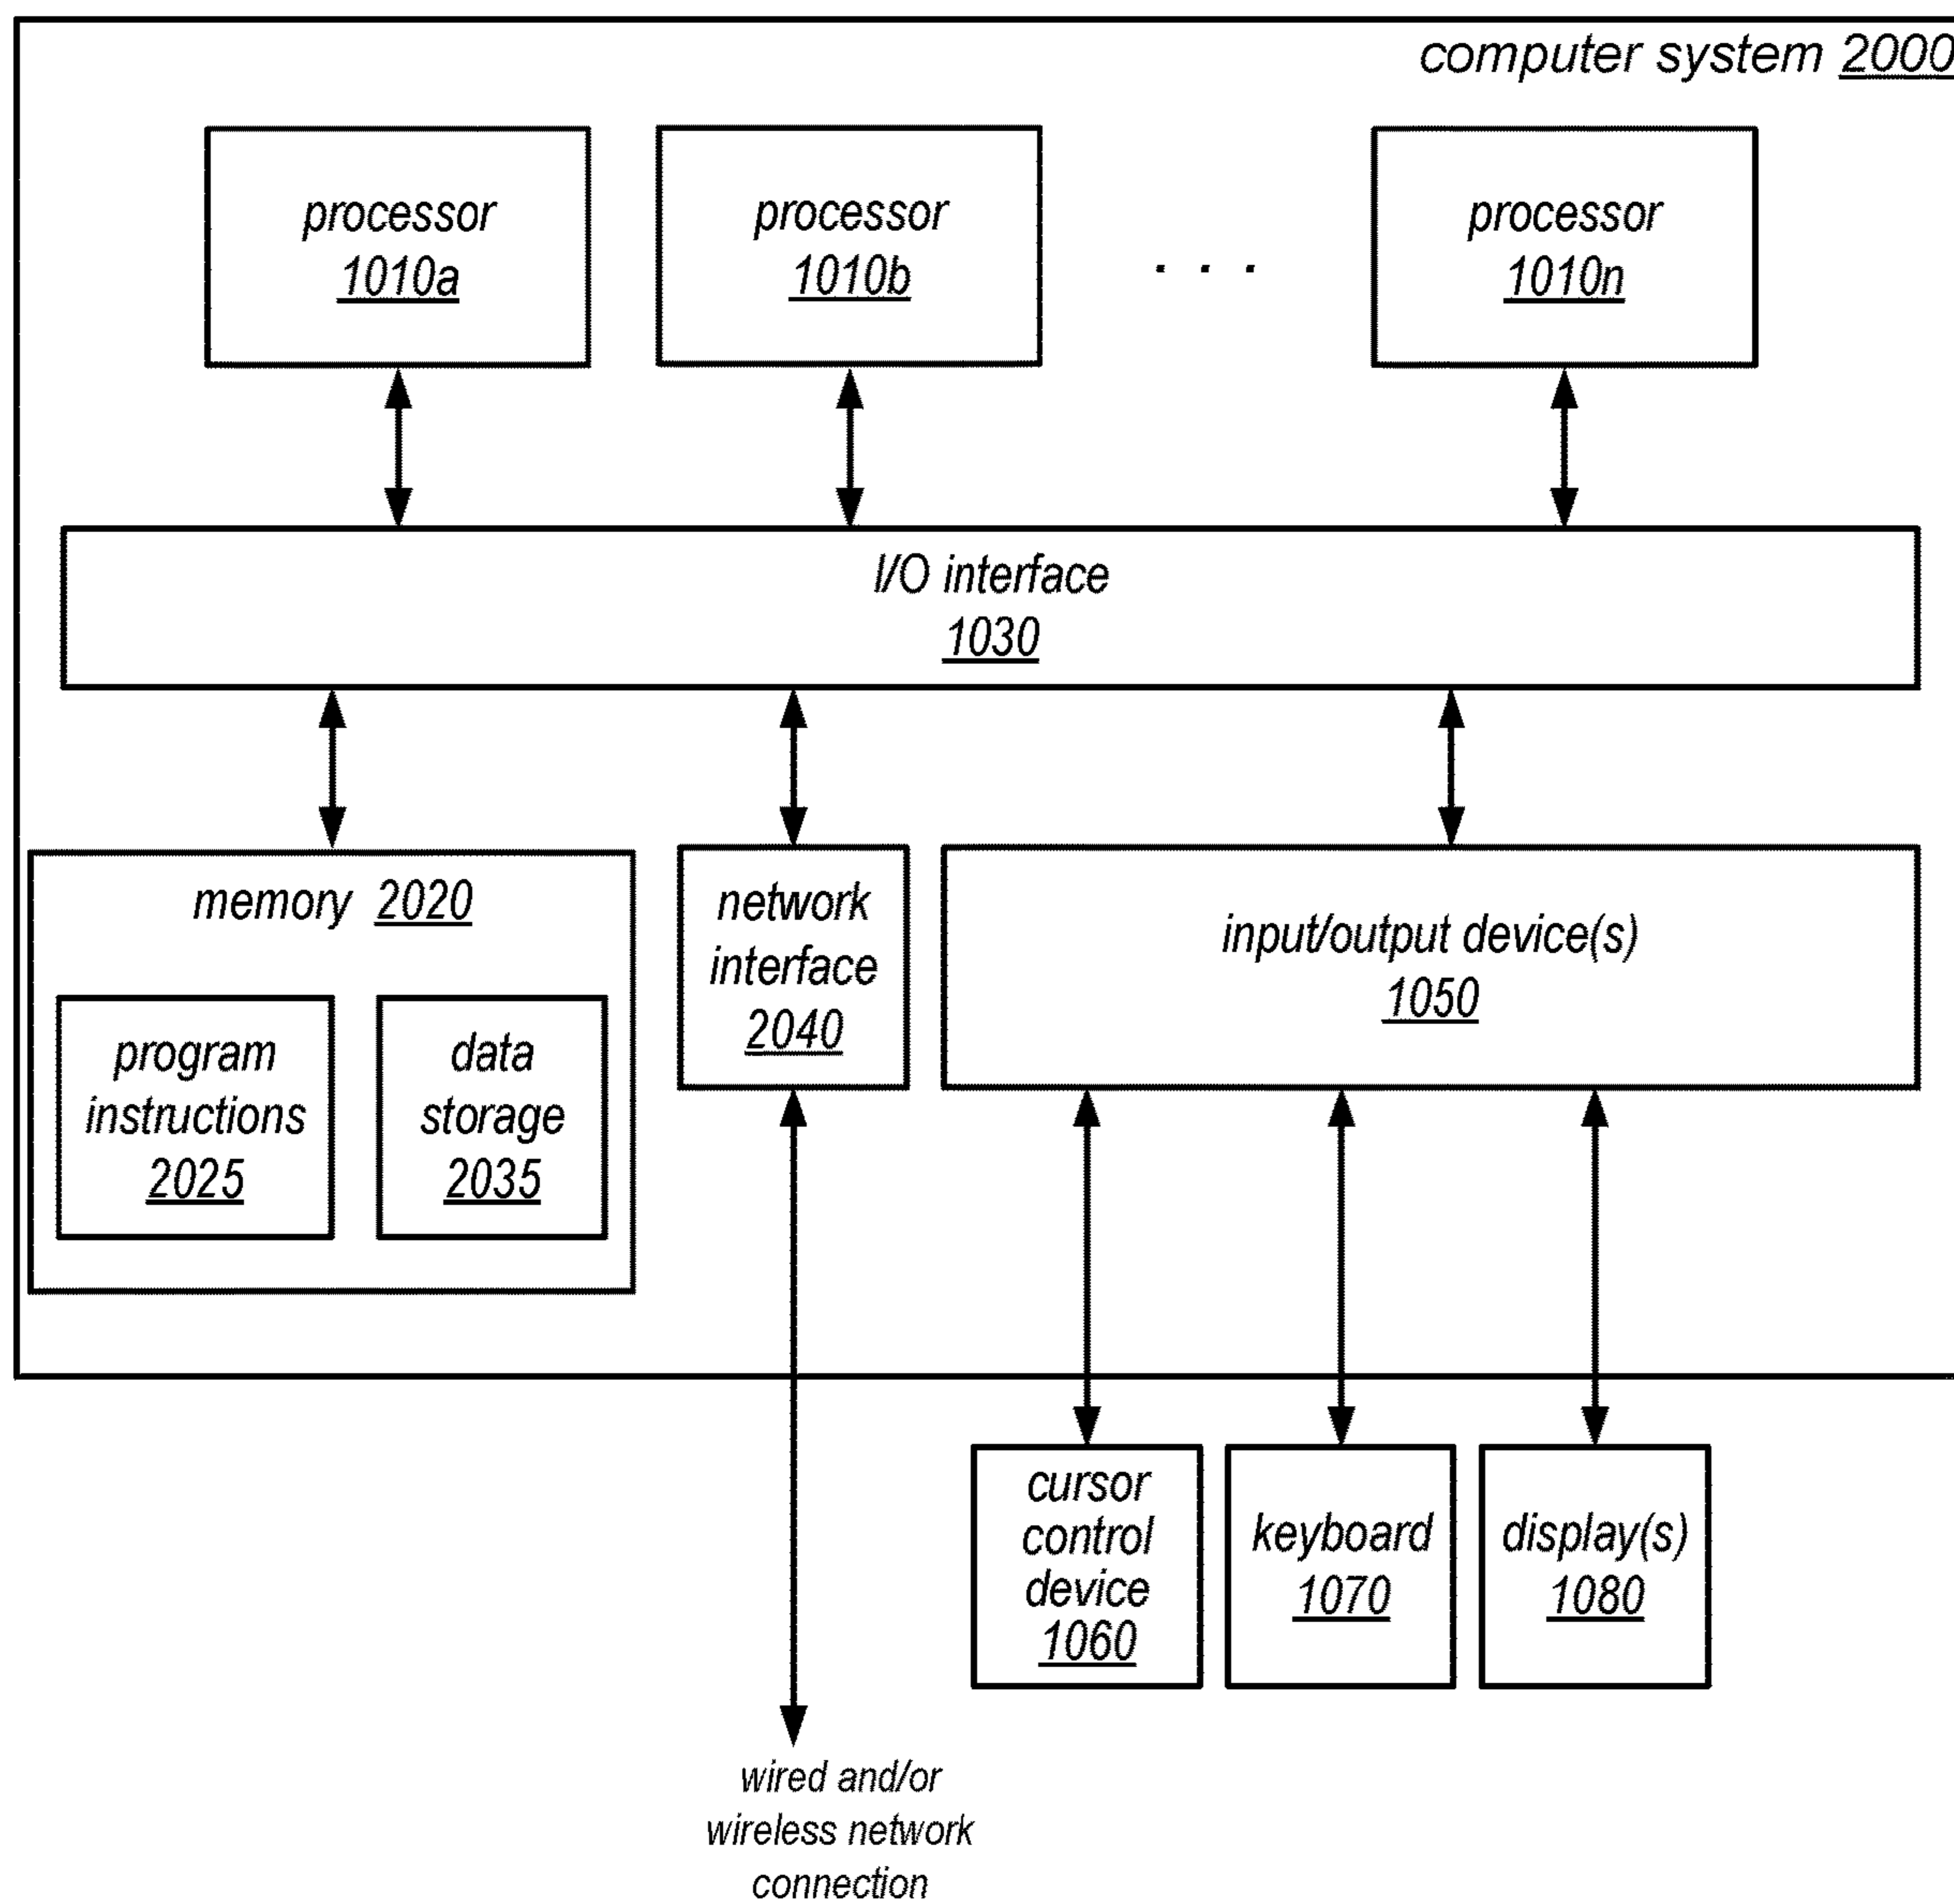 computer system 2000
processor
1010a
processor
1010b
. . .
processor
1010n
I/O interface
1030
memory 2020
program
instructions
2025
data
storage
2035
network
interface
2040
input/output device(s)
1050
cursor
control
device
1060
keyboard
1070
display(s)
1080
wired and/or
wireless network
connection